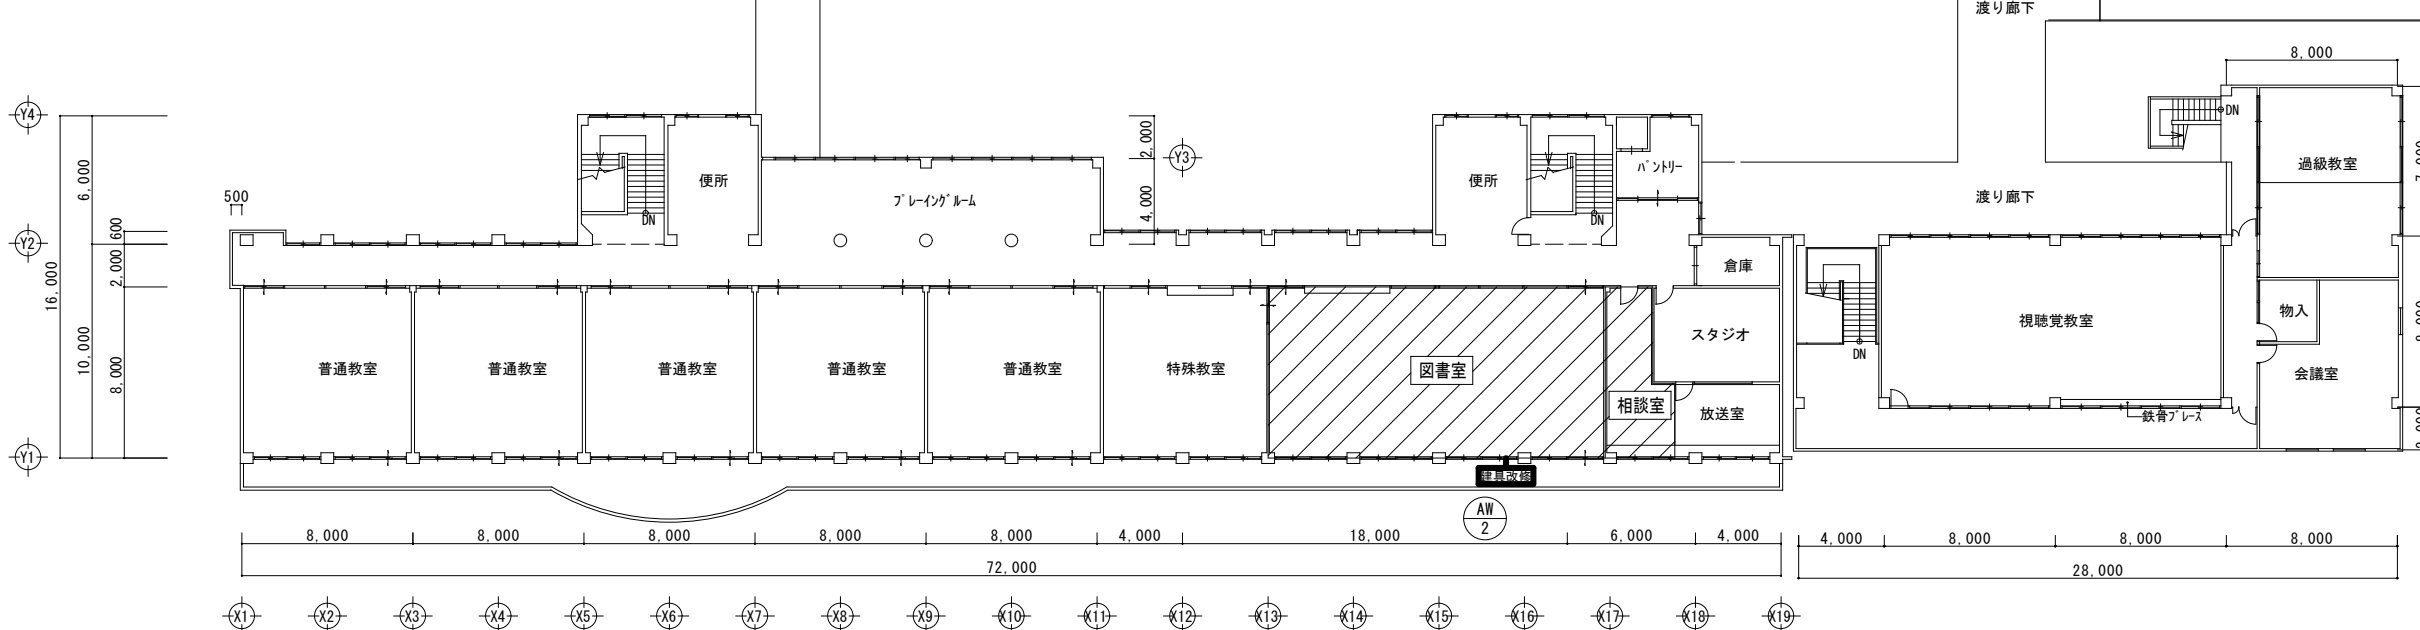 渡り廊下
8,000
Y4
DN
2,000
Y3
過級教室
6,000
便所
便所
パントリー
500
プレーイングルーム
4,000
渡り廊下
DN
DN
600
Y2
2,000
倉庫
16,000
物入
スタジオ
視聴覚教室
10,000
8,000
DN
普通教室
普通教室
普通教室
普通教室
普通教室
特殊教室
図書室
会議室
相談室
放送室
鉄骨ブレース
Y1
建具改修
AW
2
8,000
8,000
8,000
8,000
8,000
4,000
18,000
6,000
4,000
4,000
8,000
8,000
8,000
72,000
28,000
X1
X2
X3
X4
X5
X6
X7
X8
X9
X10
X11
X12
X13
X14
X15
X16
X17
X18
X19